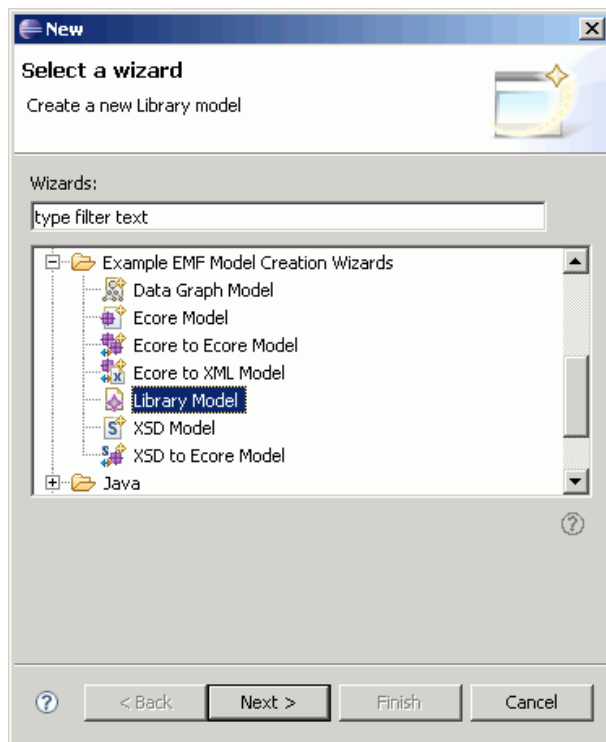 New
Select a wizard
Create a new Library model
Wizards:
type filter text
Example EMF Model Creation Wizards
Data Graph Model
Ecore Model
Ecore to Ecore Model
Ecore to XML Model
Library Model
XSD Model
XSD to Ecore Model
Java
< Back Next > Finish Cancel